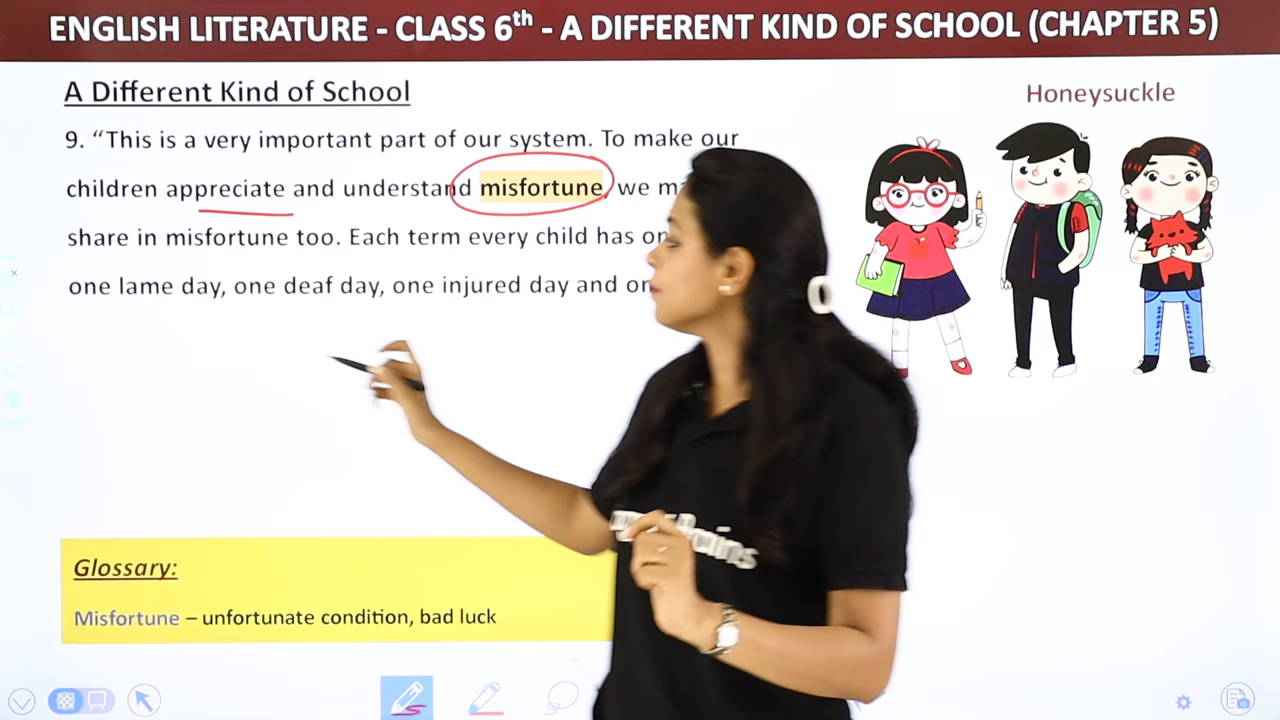 ENGLISH LITERATURE - CLASS 6th - A DIFFERENT KIND OF SCHOOL (CHAPTER 5)
A Different Kind of School
Honeysuckle
9. “This is a very important part of our system. To make our
children appreciate and understand misfortune, we
share in misfortune too. Each term every child has
one lame day, one deaf day, one injured day and
Glossary:
Misfortune – unfortunate condition, bad luck